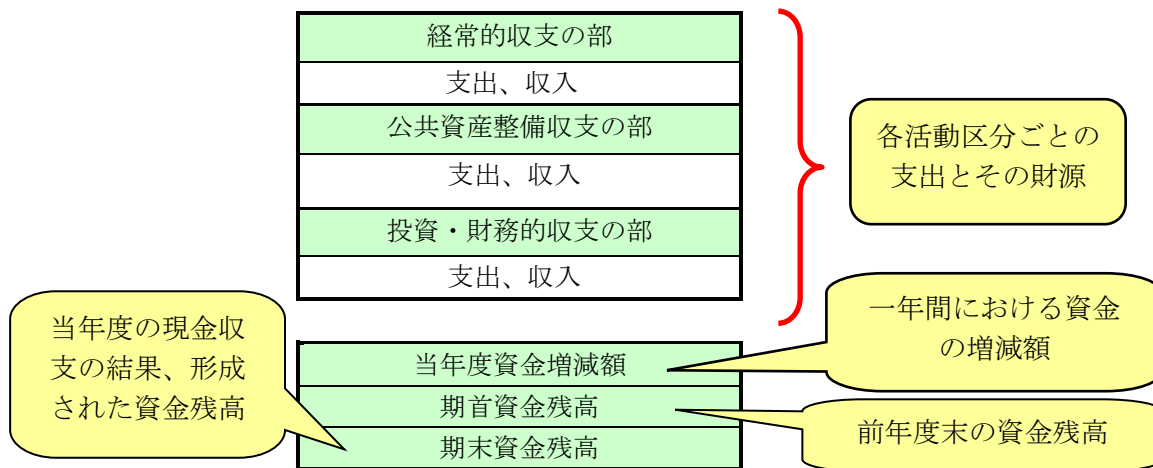 経常的収支の部
支出、収入
公共資産整備収支の部
支出、収入
投資・財務的収支の部
支出、収入
各活動区分ごとの
支出とその財源
当年度の現金収
支の結果、形成
された資金残高
当年度資金増減額
期首資金残高
期末資金残高
一年間における資金
の増減額
前年度末の資金残高